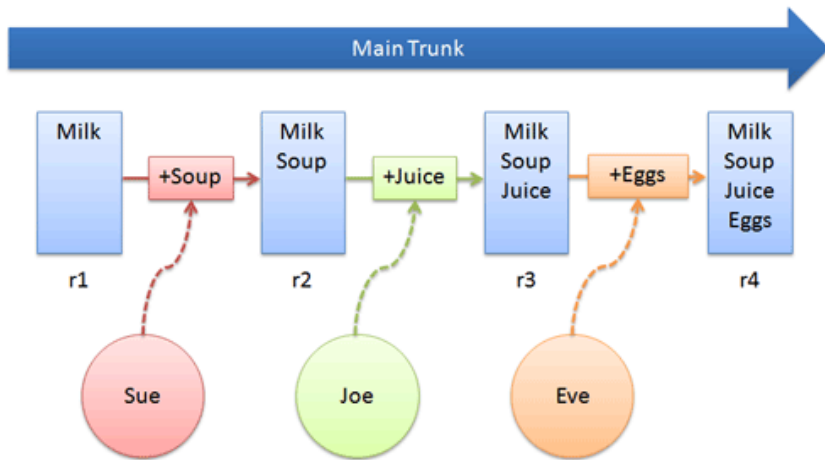 Main Trunk
Milk
+Soup
Milk
Soup
+Juice
Milk
Soup
Juice
+Eggs
Milk
Soup
Juice
Eggs
r1
r2
r3
r4
Sue
Joe
Eve